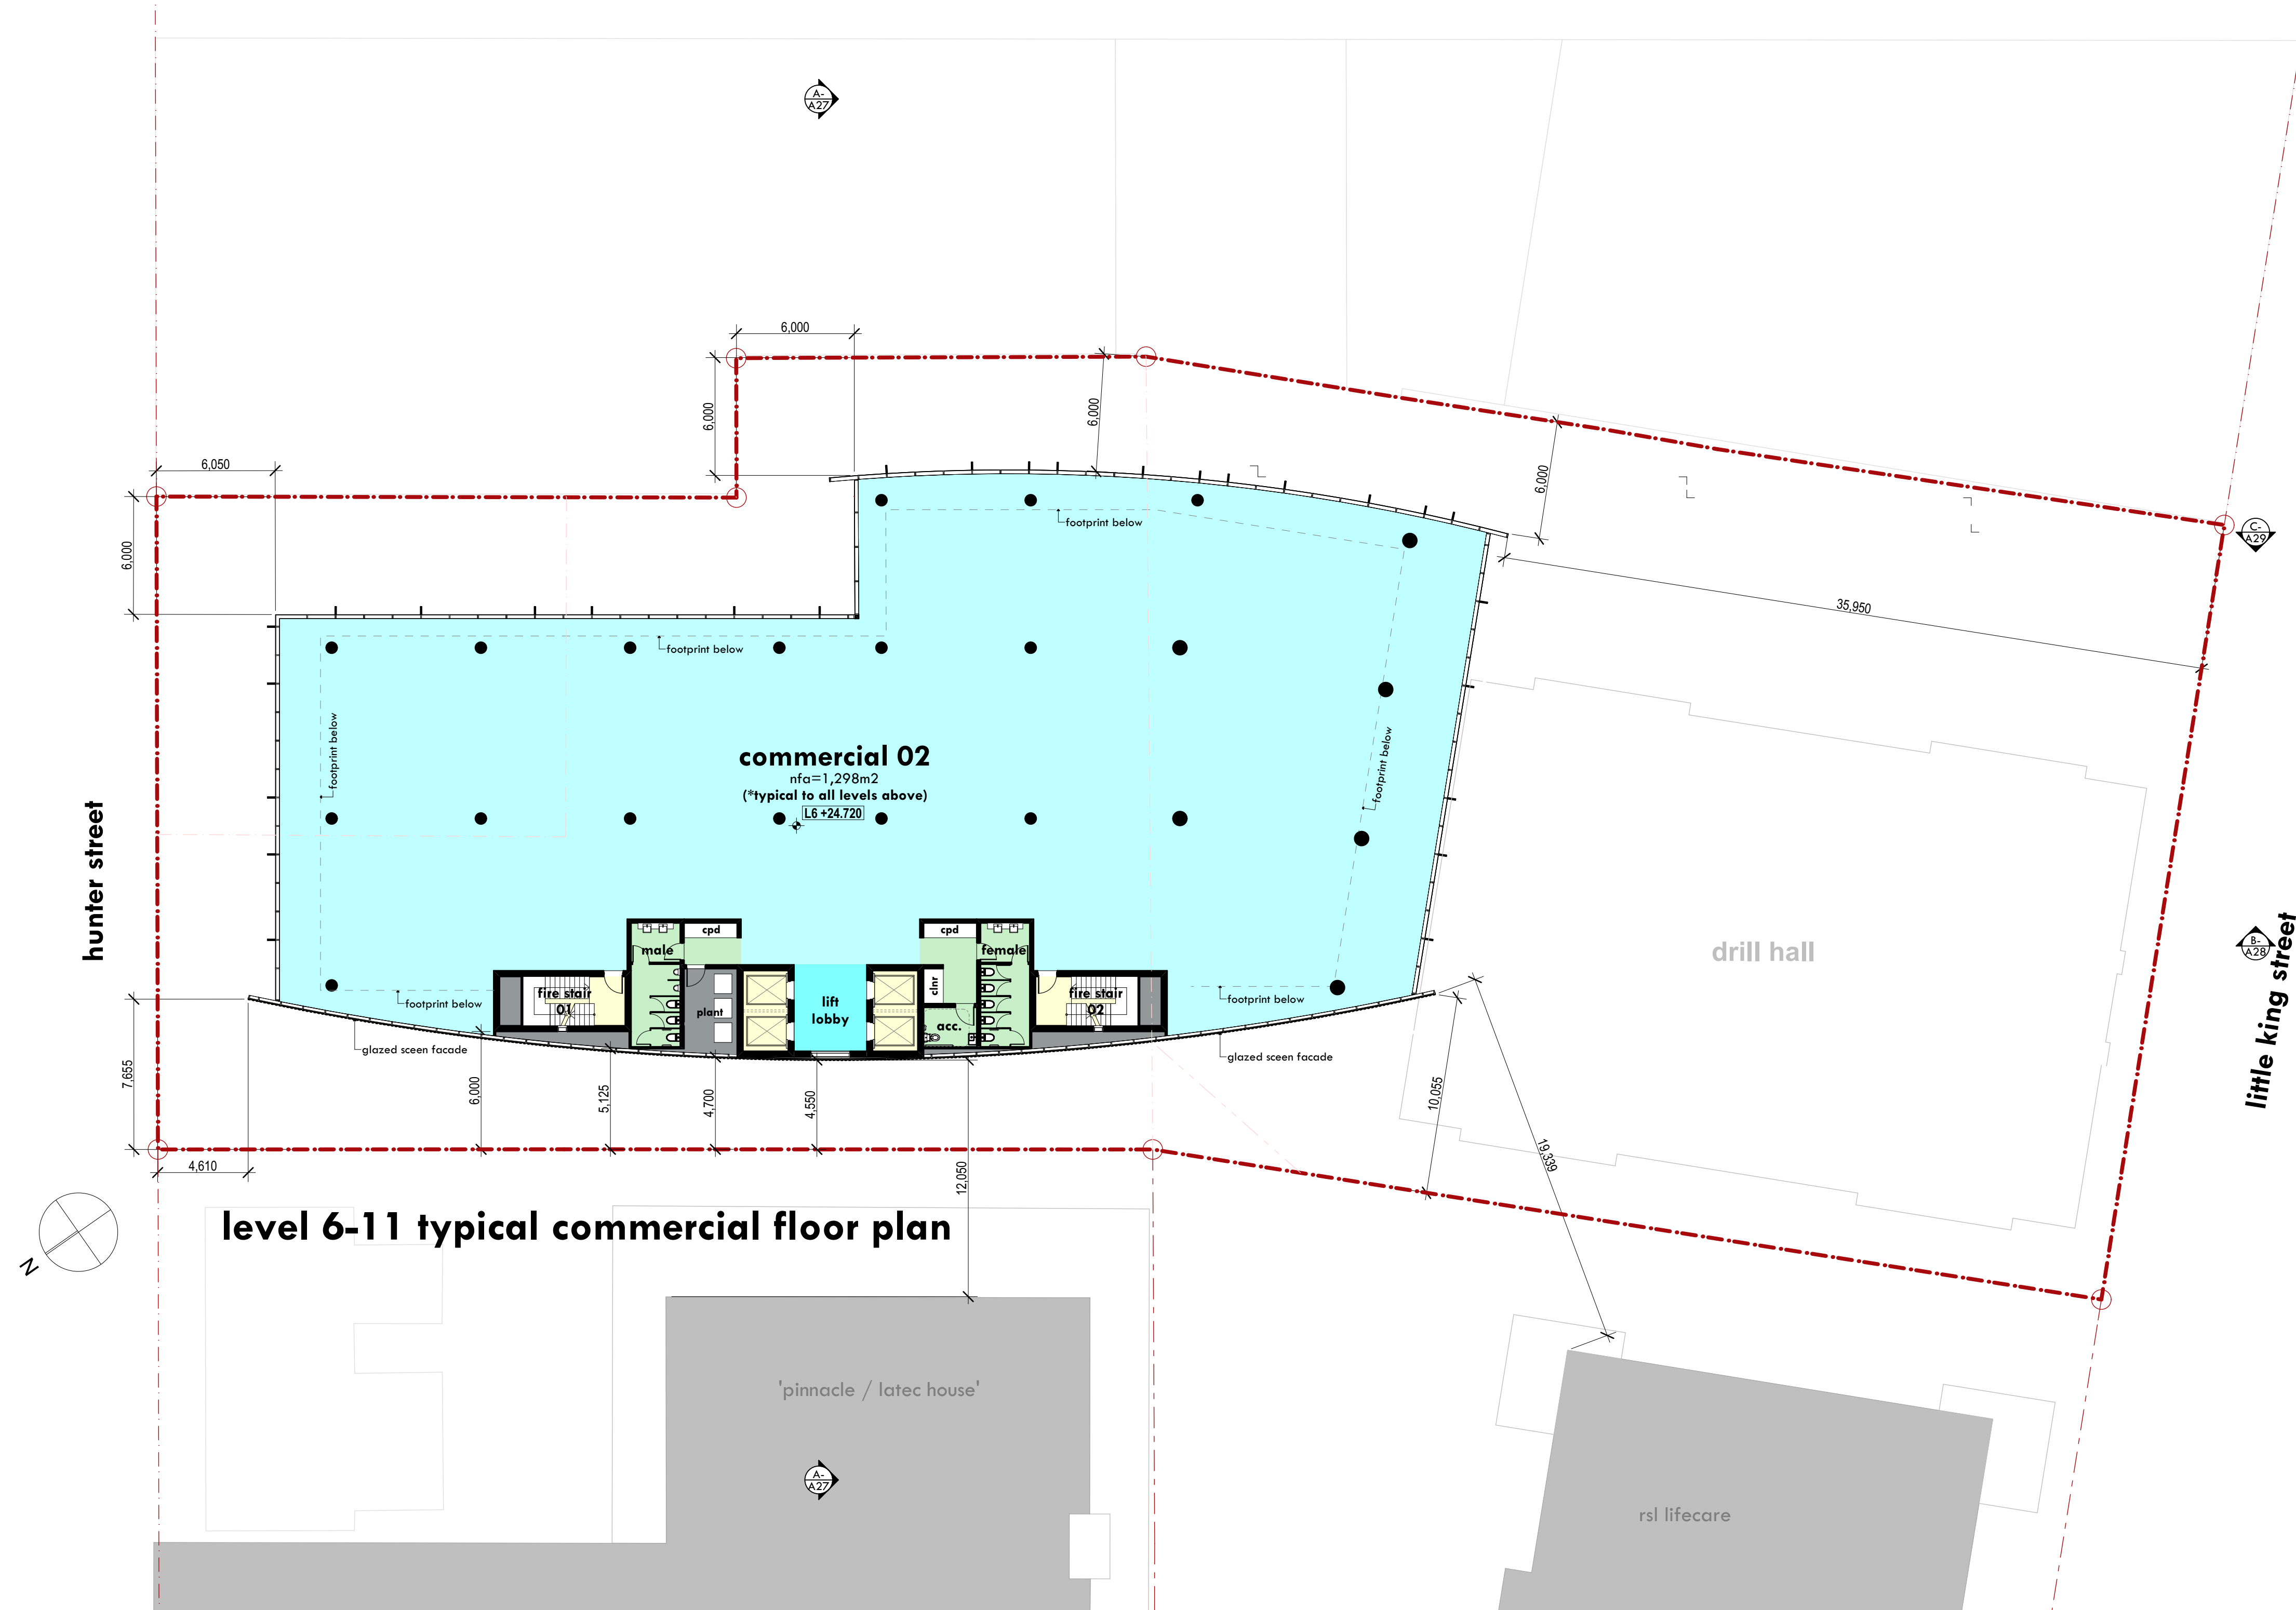 A-
A27
6,000
6,000
6,000
6,050
6,000
6,000
C-
A29
footprint below
35,950
footprint below
footprint below
footprint below
commercial 02
nfa=1,298m2
(*typical to all levels above)
L6 +24.720
hunter street
drill hall
B-
A28
little king street
cpd
cpd
male
female
clnr
fire stair
01
plant
lift
lobby
acc.
fire stair
02
footprint below
footprint below
glazed sceen facade
glazed sceen facade
7,655
6,000
5,125
4,700
4,550
10,055
19,339
4,610
12,050
N
level 6-11 typical commercial floor plan
'pinnacle / latec house'
A-
A27
rsl lifecare